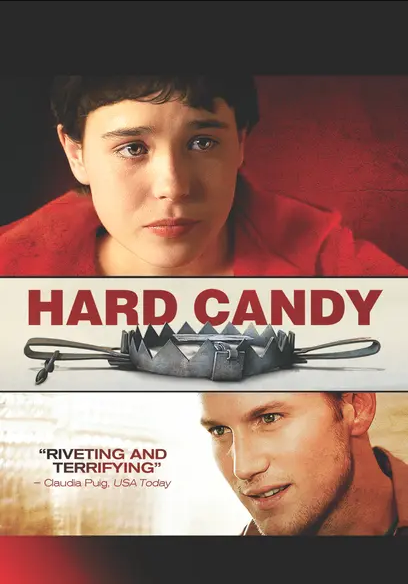 HARD CANDY
“RIVETING AND
TERRIFYING”
– Claudia Puig, USA Today